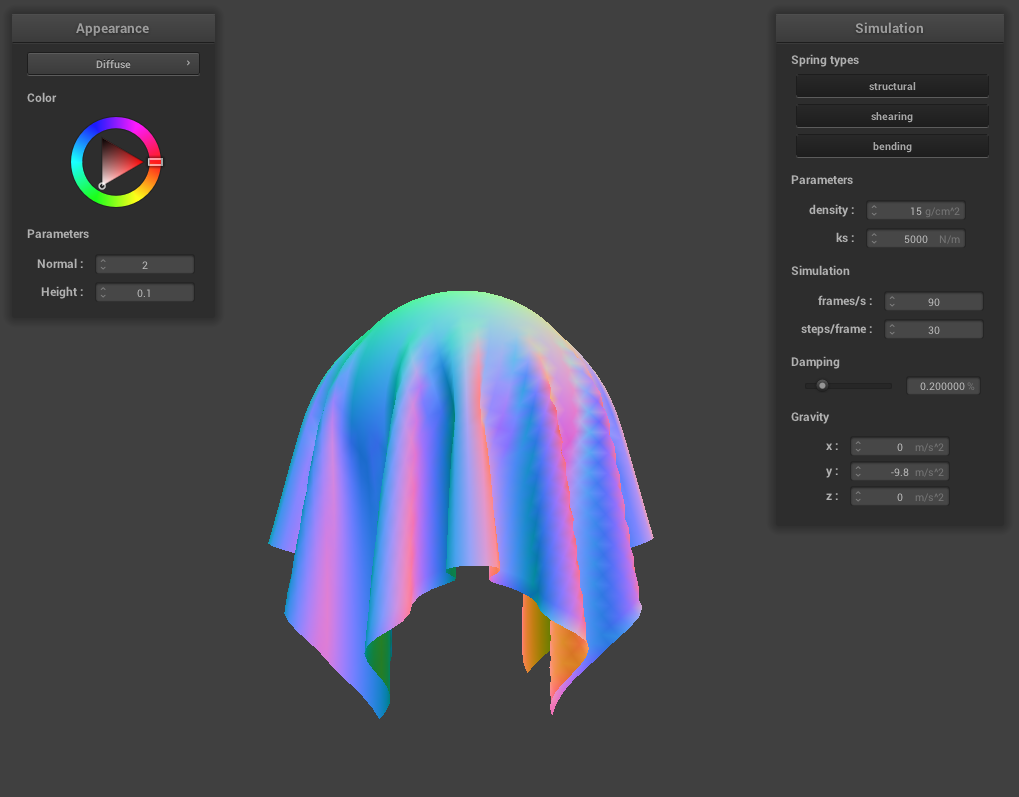 Appearance
Diffuse ›
Color
Parameters
Normal : 2
Height : 0.1
Simulation
Spring types
structural
shearing
bending
Parameters
density : 15 g/cm^2
ks : 5000 N/m
Simulation
frames/s : 90
steps/frame : 30
Damping
0.200000 %
Gravity
x : 0 m/s^2
y : -9.8 m/s^2
z : 0 m/s^2